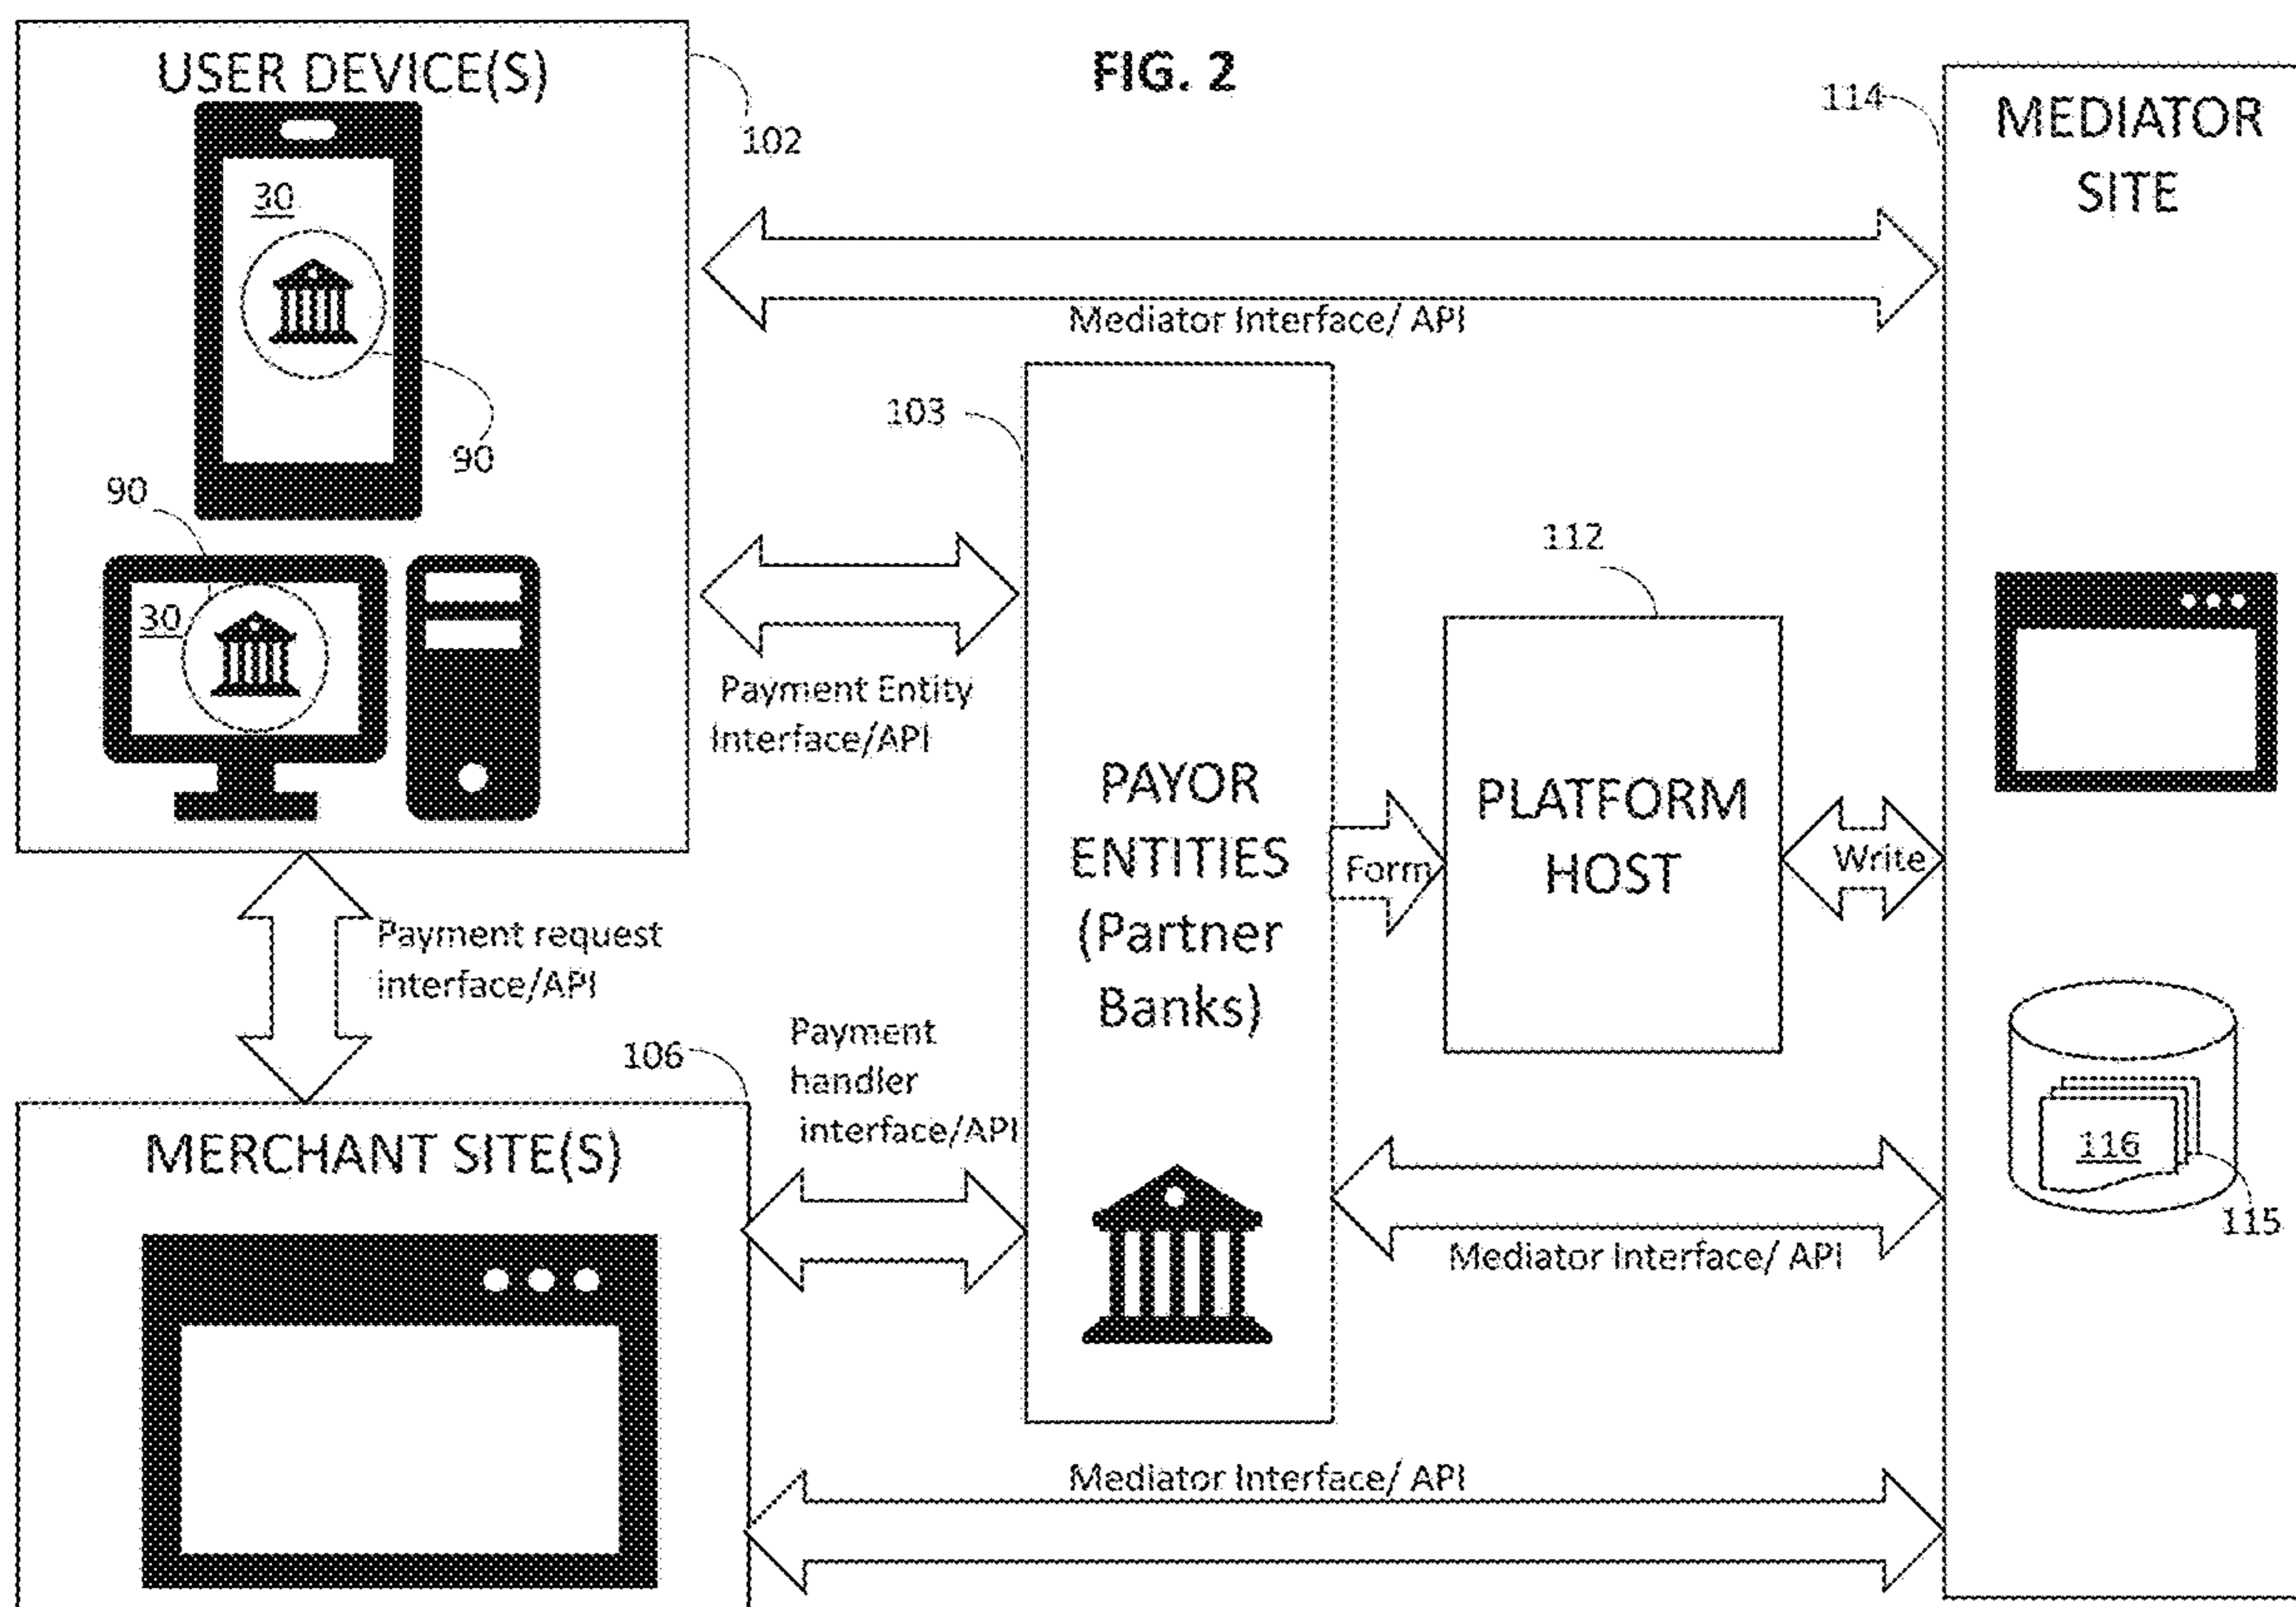 FIG. 2
USER DEVICE(S)
102
30
90
90
30
114
MEDIATOR
SITE
Mediator Interface/ API
103
Payment Entity
Interface/API
112
PAYOR
ENTITIES
(Partner
Banks)
Form
PLATFORM
HOST
Write
Payment request
interface/API
Payment
handler
interface/API
106
MERCHANT SITE(S)
116
115
Mediator Interface/ API
Mediator Interface/ API